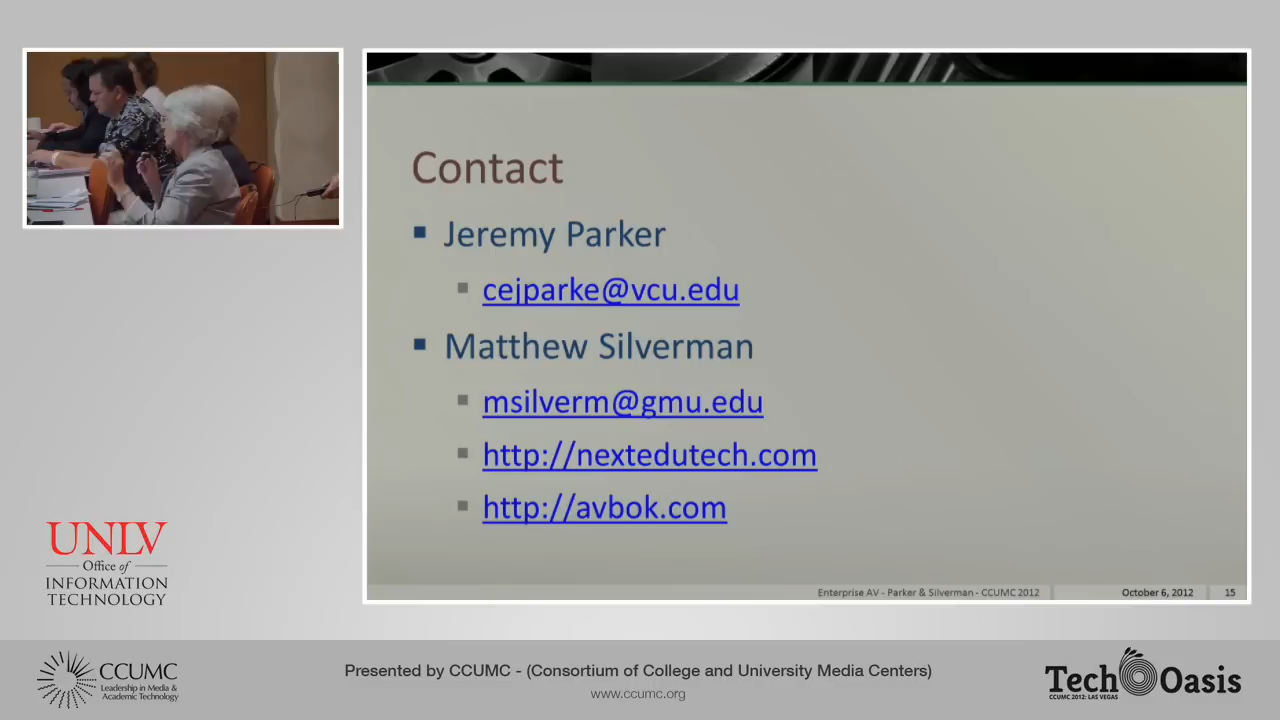 Contact
Jeremy Parker
cejparke@vcu.edu
Matthew Silverman
msilverm@gmu.edu
http://nextedutech.com
http://avbok.com
Enterprise AV - Parker & Silverman - CCUMC 2012
October 6, 2012
15
UNLV
Office of
INFORMATION
TECHNOLOGY
CCUMC
Leadership in Media &
Academic Technology
Presented by CCUMC - (Consortium of College and University Media Centers)
www.ccumc.org
Tech Oasis
CCUMC 2012: LAS VEGAS